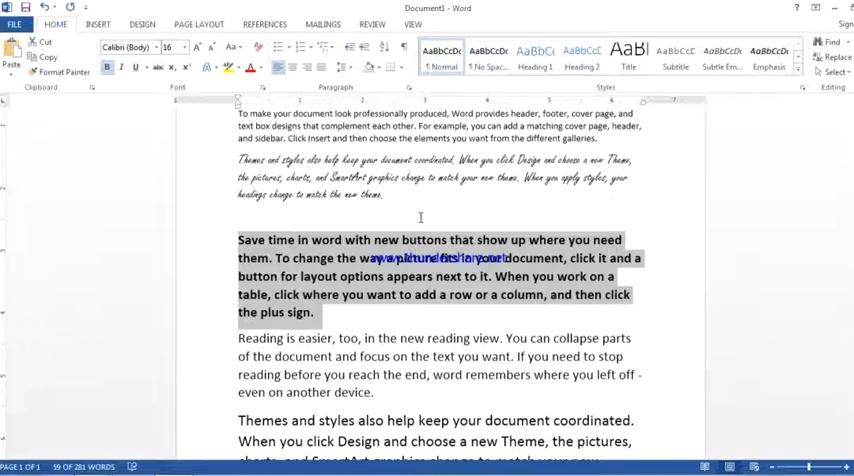 Document1 - Word
Sign
FILE HOME INSERT DESIGN PAGE LAYOUT REFERENCES MAILINGS REVIEW VIEW
Cut
Copy
Format Painter
Paste
Clipboard
Calibri (Body) 16
Font
Paragraph
AaBbCcDc AaBbCcDc AaBbCc AaBbCcC AaBl AaBbCcC AaBbCcDc AaBbCcDc
¶ Normal ¶ No Spac... Heading 1 Heading 2 Title Subtitle Subtle Em... Emphasis
Styles
Find
Replace
Select
Editing
To make your document look professionally produced, Word provides header, footer, cover page, and
text box designs that complement each other. For example, you can add a matching cover page, header,
and sidebar. Click Insert and then choose the elements you want from the different galleries.
Themes and styles also help keep your document coordinated. When you click Design and choose a new Theme,
the pictures, charts, and SmartArt graphics change to match your new theme. When you apply styles, your
headings change to match the new theme.
Save time in word with new buttons that show up where you need
them. To change the way a picture fits in your document, click it and a
button for layout options appears next to it. When you work on a
table, click where you want to add a row or a column, and then click
the plus sign.
Reading is easier, too, in the new reading view. You can collapse parts
of the document and focus on the text you want. If you need to stop
reading before you reach the end, word remembers where you left off -
even on another device.
Themes and styles also help keep your document coordinated.
When you click Design and choose a new Theme, the pictures,
charts, and SmartArt graphics change to match your new
PAGE 1 OF 1 59 OF 281 WORDS